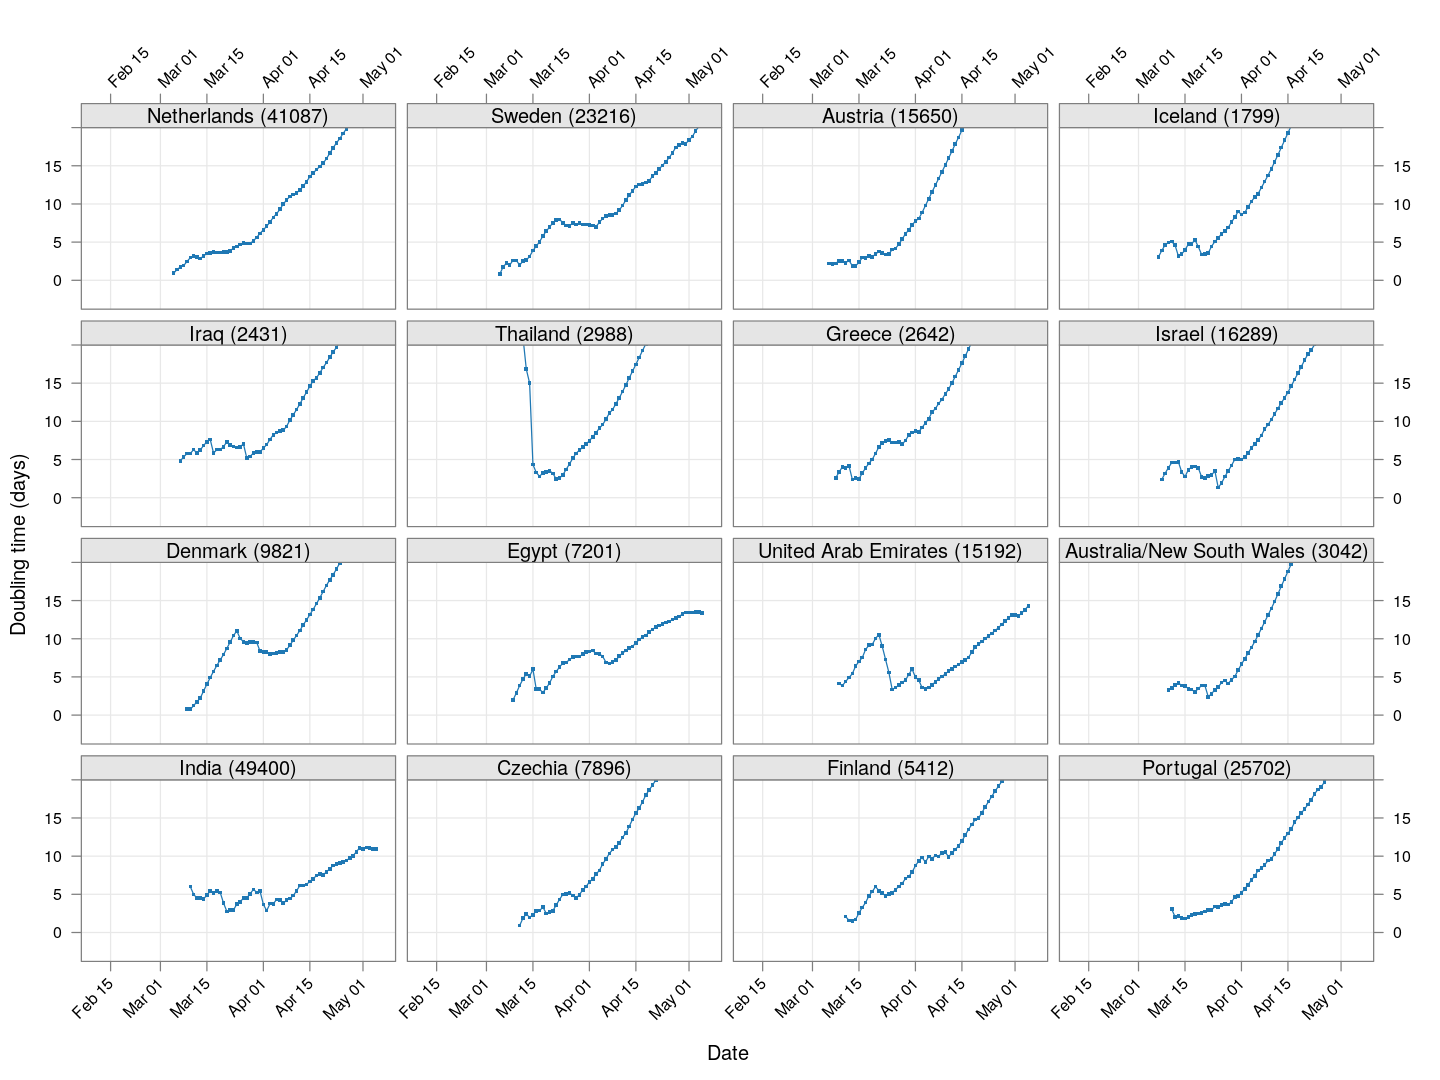 Feb 15 Mar 01 Mar 15 Apr 01 Apr 15 May 01 Feb 15 Mar 01 Mar 15 Apr 01 Apr 15 May 01 Feb 15 Mar 01 Mar 15 Apr 01 Apr 15 May 01 Feb 15 Mar 01 Mar 15 Apr 01 Apr 15 May 01
Netherlands (41087) Sweden (23216) Austria (15650) Iceland (1799)
15 15
10 10
5 5
0 0
Iraq (2431) Thailand (2988) Greece (2642) Israel (16289)
15 15
10 10
5 5
0 0
Doubling time (days)
Denmark (9821) Egypt (7201) United Arab Emirates (15192) Australia/New South Wales (3042)
15 15
10 10
5 5
0 0
India (49400) Czechia (7896) Finland (5412) Portugal (25702)
15 15
10 10
5 5
0 0
Feb 15 Mar 01 Mar 15 Apr 01 Apr 15 May 01 Feb 15 Mar 01 Mar 15 Apr 01 Apr 15 May 01 Feb 15 Mar 01 Mar 15 Apr 01 Apr 15 May 01 Feb 15 Mar 01 Mar 15 Apr 01 Apr 15 May 01
Date